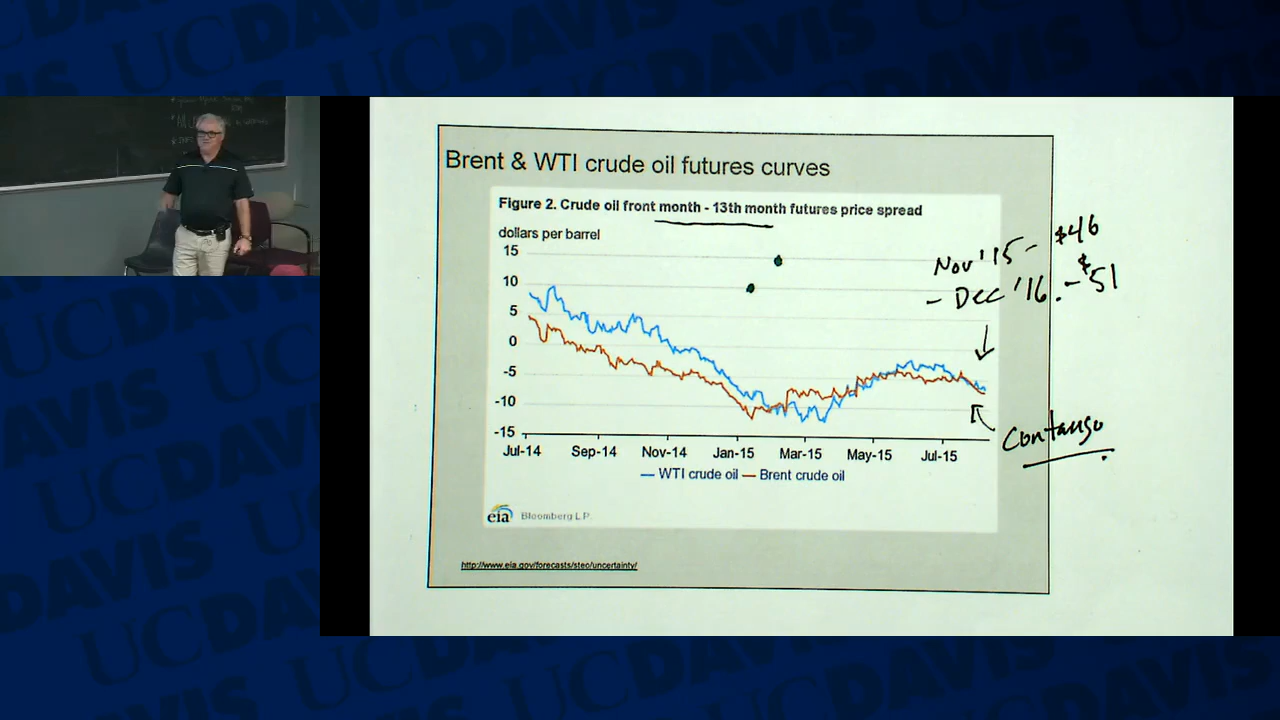 UCDAVIS
Brent & WTI crude oil futures curves
Figure 2. Crude oil front month - 13th month futures price spread
dollars per barrel
15
10
5
0
-5
-10
-15
Jul-14 Sep-14 Nov-14 Jan-15 Mar-15 May-15 Jul-15
WTI crude oil Brent crude oil
eia Bloomberg L.P.
http://www.eia.gov/forecasts/steo/uncertainty/
Nov '15 - $46
- Dec '16. - $51
Contango